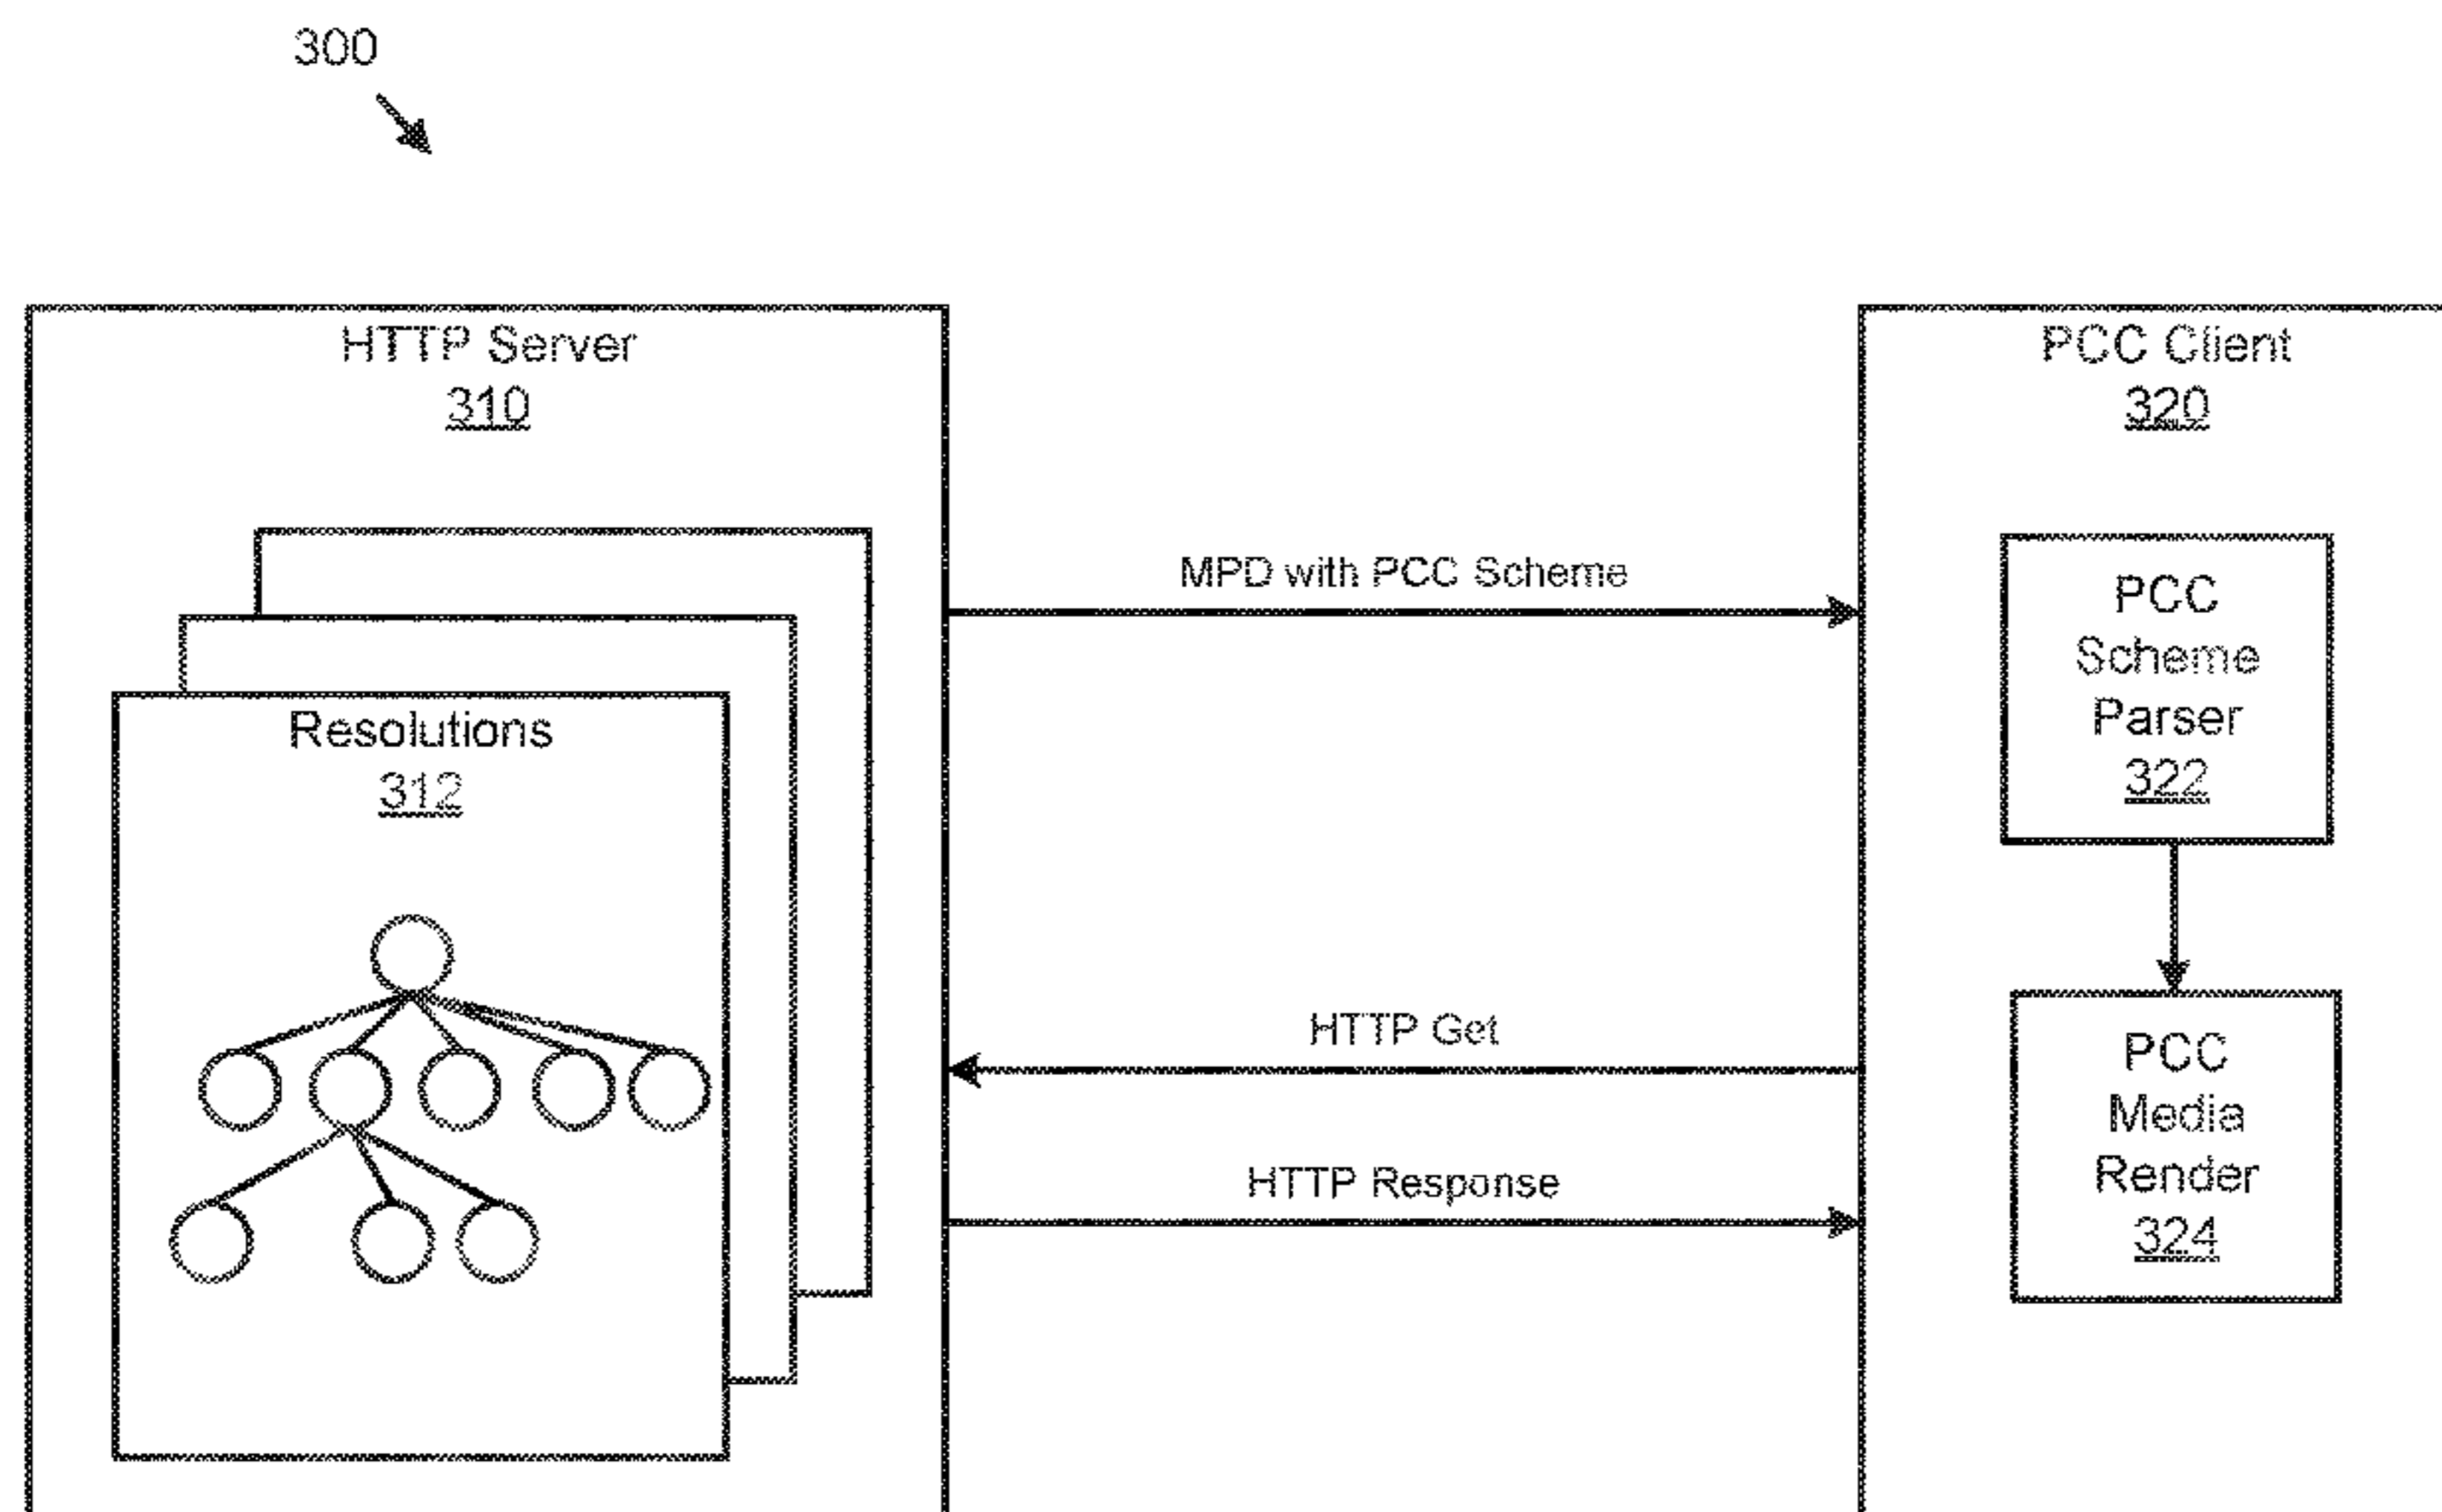 300
HTTP Server
310
Resolutions
312
MPD with PCC Scheme
HTTP Get
HTTP Response
PCC Client
320
PCC
Scheme
Parser
322
PCC
Media
Render
324